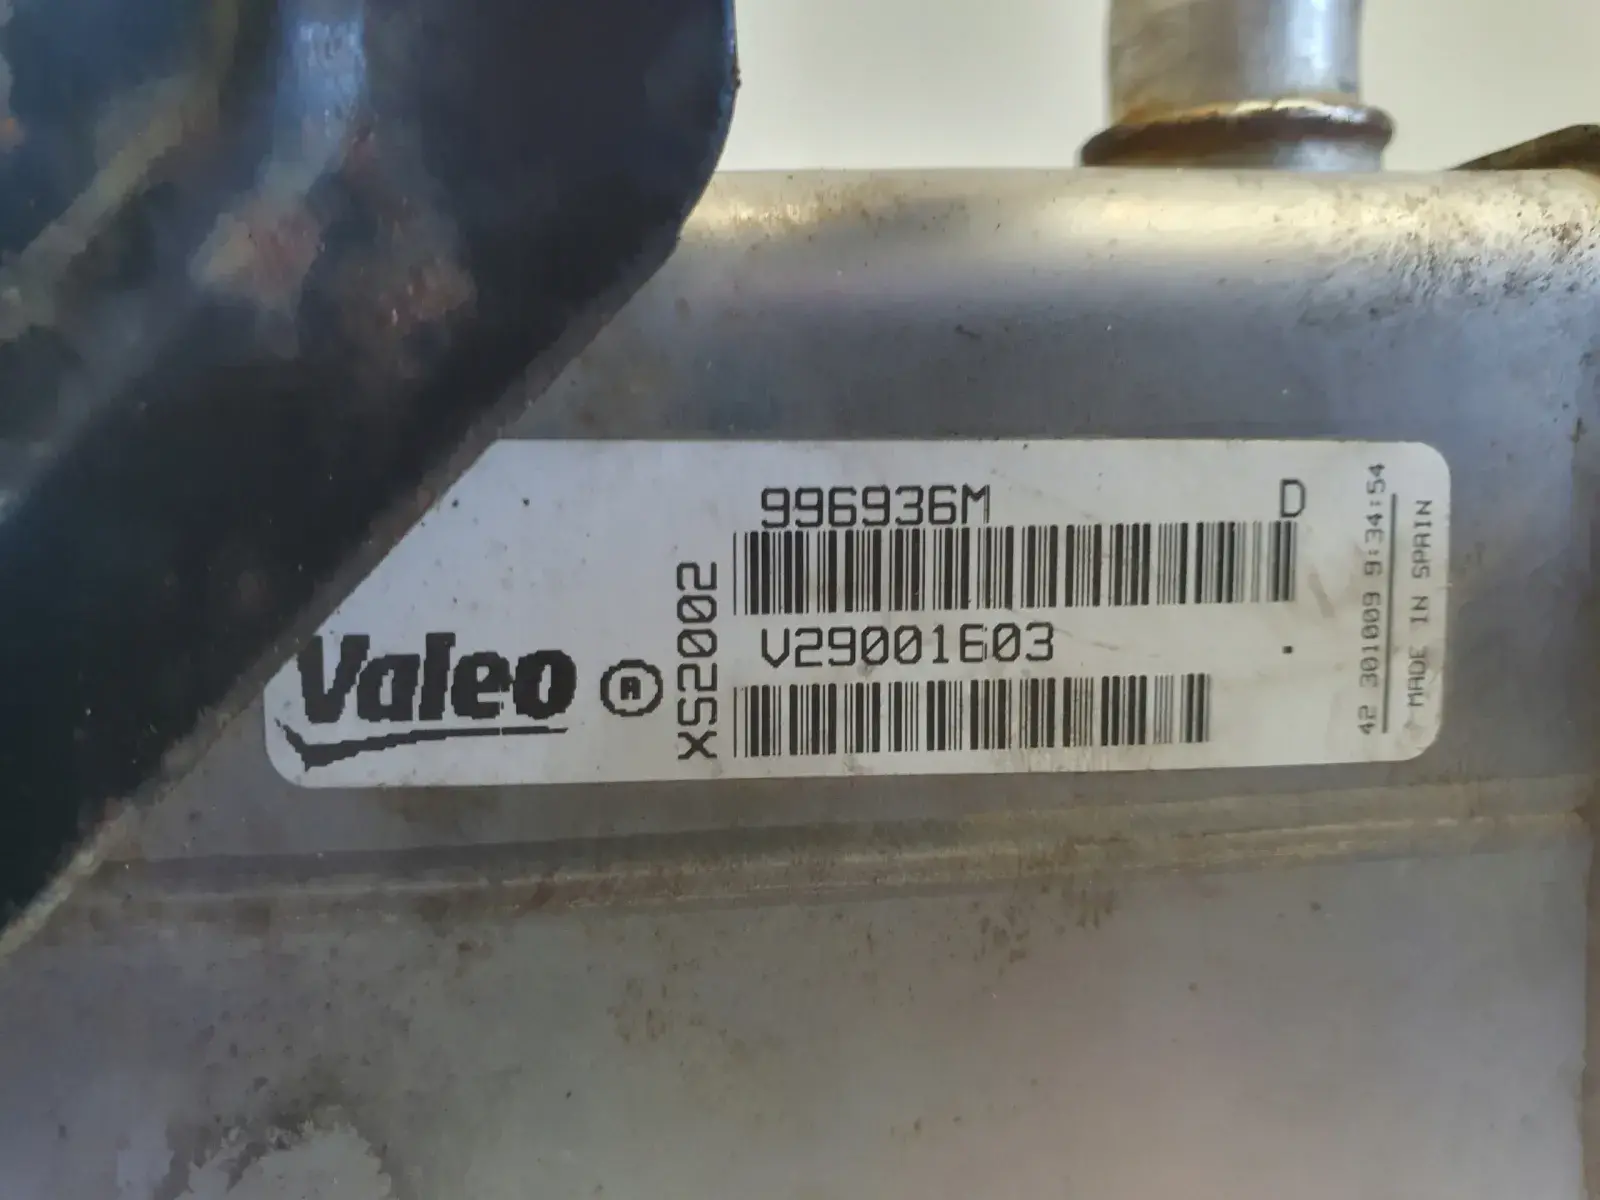 996936M D
V29001603 .
Valeo ®
XS2002
42 301009 9:34:54
MADE IN SPAIN